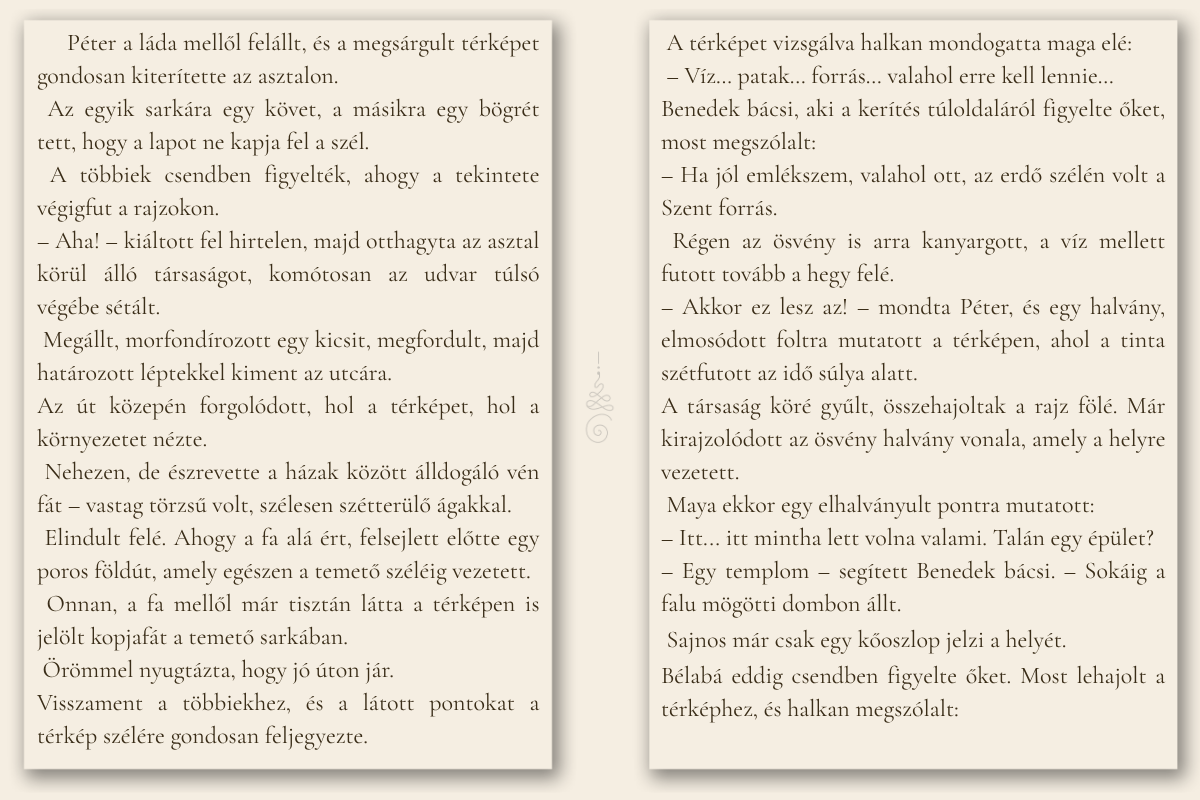 Péter a láda mellől felállt, és a megsárgult térképet
gondosan kiterítette az asztalon.
Az egyik sarkára egy követ, a másikra egy bögrét
tett, hogy a lapot ne kapja fel a szél.
A többiek csendben figyelték, ahogy a tekintete
végigfut a rajzokon.
– Aha! – kiáltott fel hirtelen, majd otthagyta az asztal
körül álló társaságot, komótosan az udvar túlsó
végébe sétált.
Megállt, morfondírozott egy kicsit, megfordult, majd
határozott léptekkel kiment az utcára.
Az út közepén forgolódott, hol a térképet, hol a
környezetet nézte.
Nehezen, de észrevette a házak között álldogáló vén
fát – vastag törzsű volt, szélesen szétterülő ágakkal.
Elindult felé. Ahogy a fa alá ért, felsejlett előtte egy
poros földút, amely egészen a temető széléig vezetett.
Onnan, a fa mellől már tisztán látta a térképen is
jelölt kopjafát a temető sarkában.
Örömmel nyugtázta, hogy jó úton jár.
Visszament a többiekhez, és a látott pontokat a
térkép szélére gondosan feljegyezte.
A térképet vizsgálva halkan mondogatta maga elé:
– Víz... patak... forrás... valahol erre kell lennie...
Benedek bácsi, aki a kerítés túloldaláról figyelte őket,
most megszólalt:
– Ha jól emlékszem, valahol ott, az erdő szélén volt a
Szent forrás.
Régen az ösvény is arra kanyargott, a víz mellett
futott tovább a hegy felé.
– Akkor ez lesz az! – mondta Péter, és egy halvány,
elmosódott foltra mutatott a térképen, ahol a tinta
szétfutott az idő súlya alatt.
A társaság köré gyűlt, összehajoltak a rajz fölé. Már
kirajzolódott az ösvény halvány vonala, amely a helyre
vezetett.
Maya ekkor egy elhalványult pontra mutatott:
– Itt... itt mintha lett volna valami. Talán egy épület?
– Egy templom – segített Benedek bácsi. – Sokáig a
falu mögötti dombon állt.
Sajnos már csak egy kőoszlop jelzi a helyét.
Bélabá eddig csendben figyelte őket. Most lehajolt a
térképhez, és halkan megszólalt: